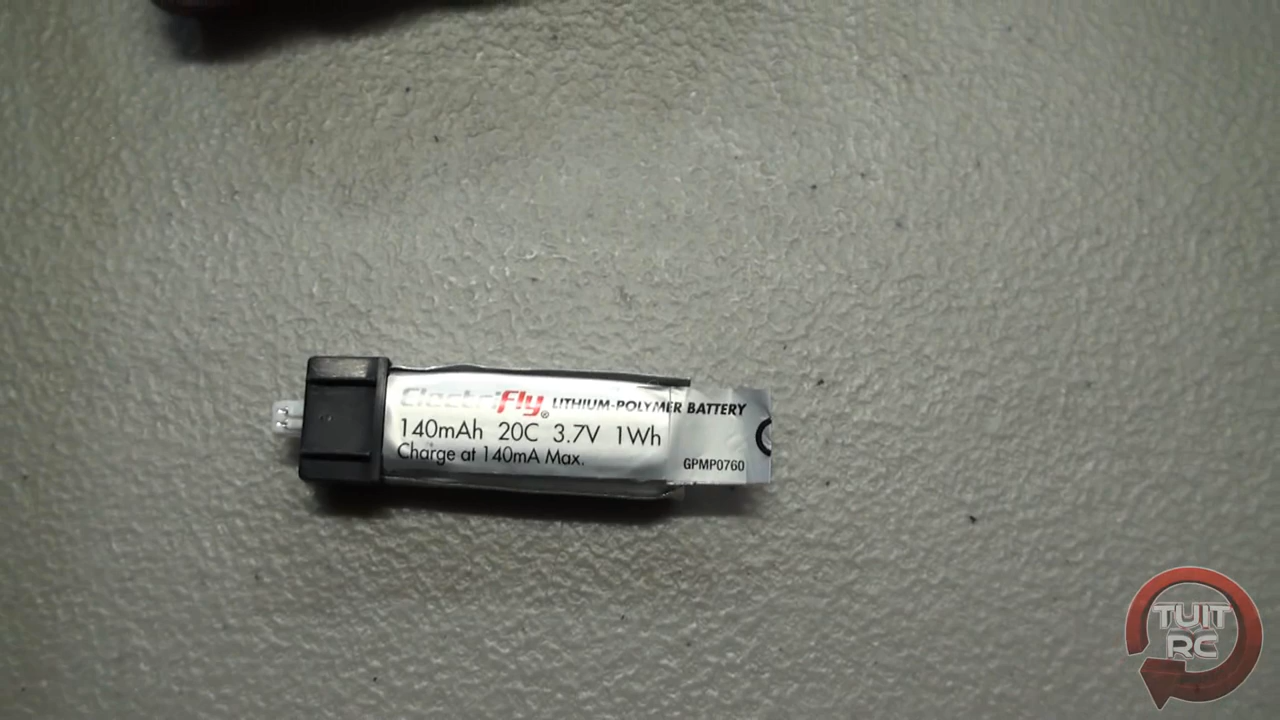 ElectriFly® LITHIUM-POLYMER BATTERY
140mAh 20C 3.7V 1Wh
Charge at 140mA Max.
GPMP0760
TUIT
RC